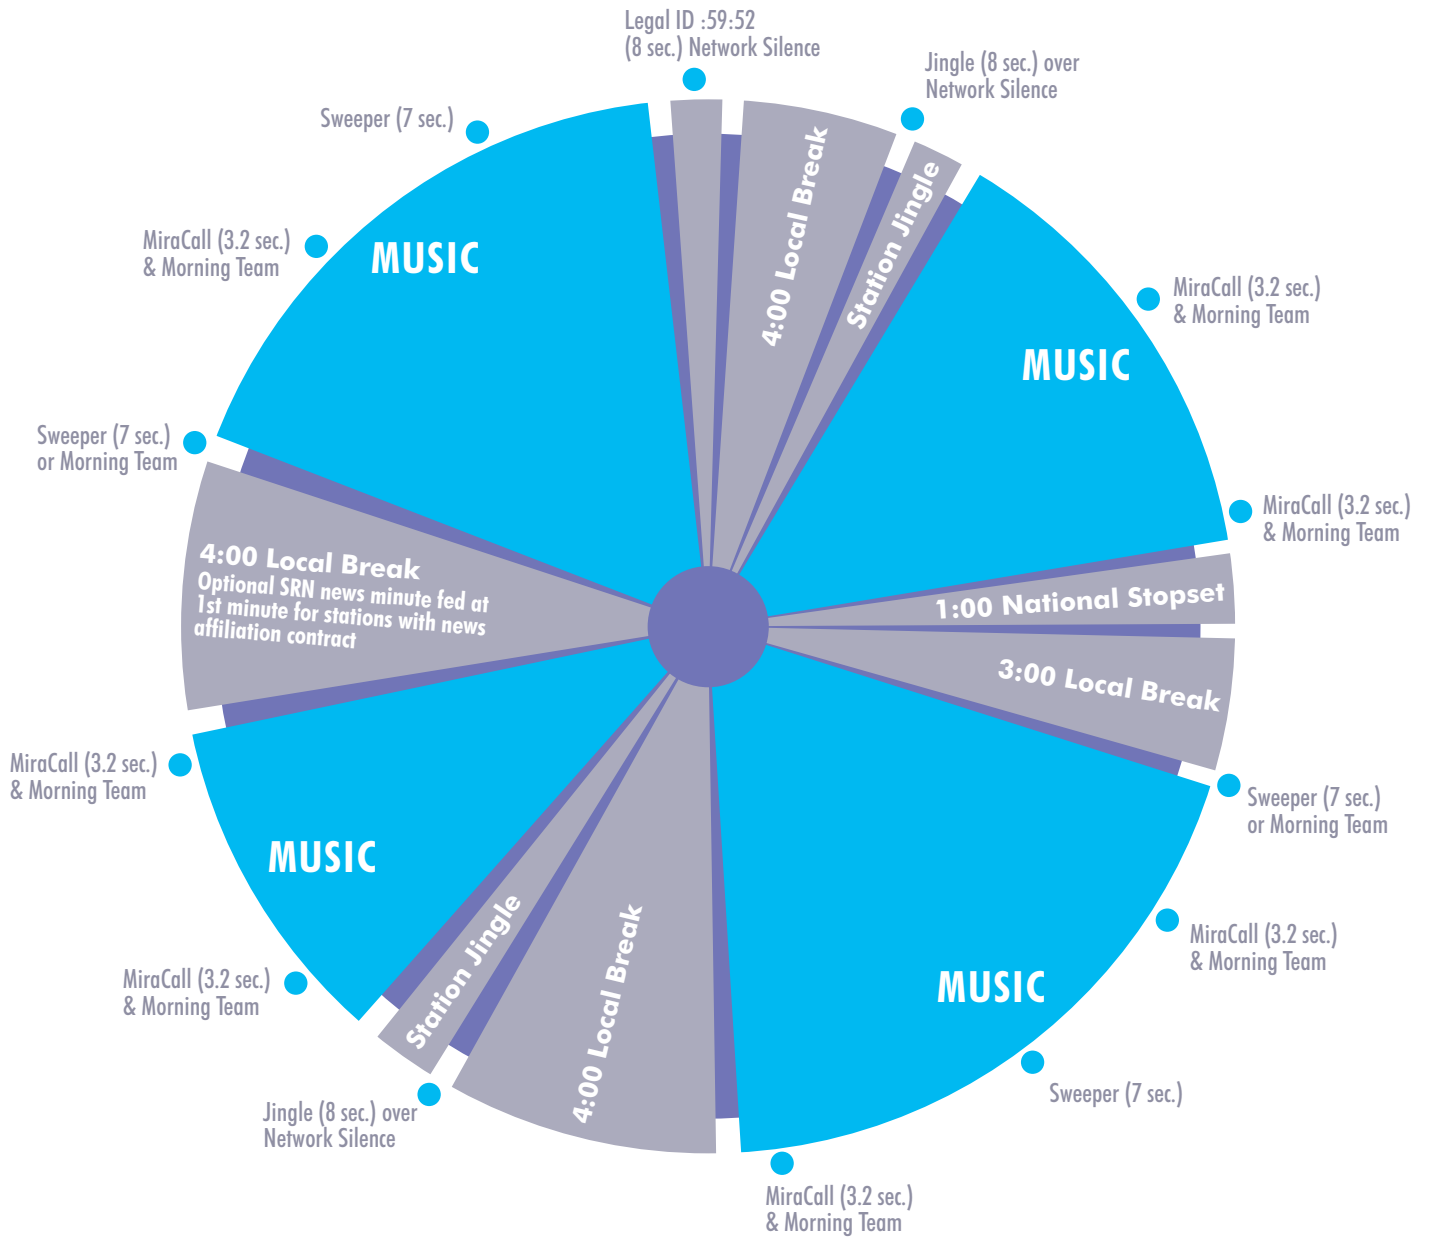 Legal ID :59:52
(8 sec.) Network Silence
Jingle (8 sec.) over
Network Silence
Sweeper (7 sec.)
4:00 Local Break
Station Jingle
MiraCall (3.2 sec.)
& Morning Team
MUSIC
MiraCall (3.2 sec.)
& Morning Team
MUSIC
Sweeper (7 sec.)
or Morning Team
MiraCall (3.2 sec.)
& Morning Team
4:00 Local Break
Optional SRN news minute fed at
1st minute for stations with news
affiliation contract
1:00 National Stopset
3:00 Local Break
MiraCall (3.2 sec.)
& Morning Team
Sweeper (7 sec.)
or Morning Team
MUSIC
Station Jingle
4:00 Local Break
MiraCall (3.2 sec.)
& Morning Team
MUSIC
MiraCall (3.2 sec.)
& Morning Team
Jingle (8 sec.) over
Network Silence
Sweeper (7 sec.)
MiraCall (3.2 sec.)
& Morning Team